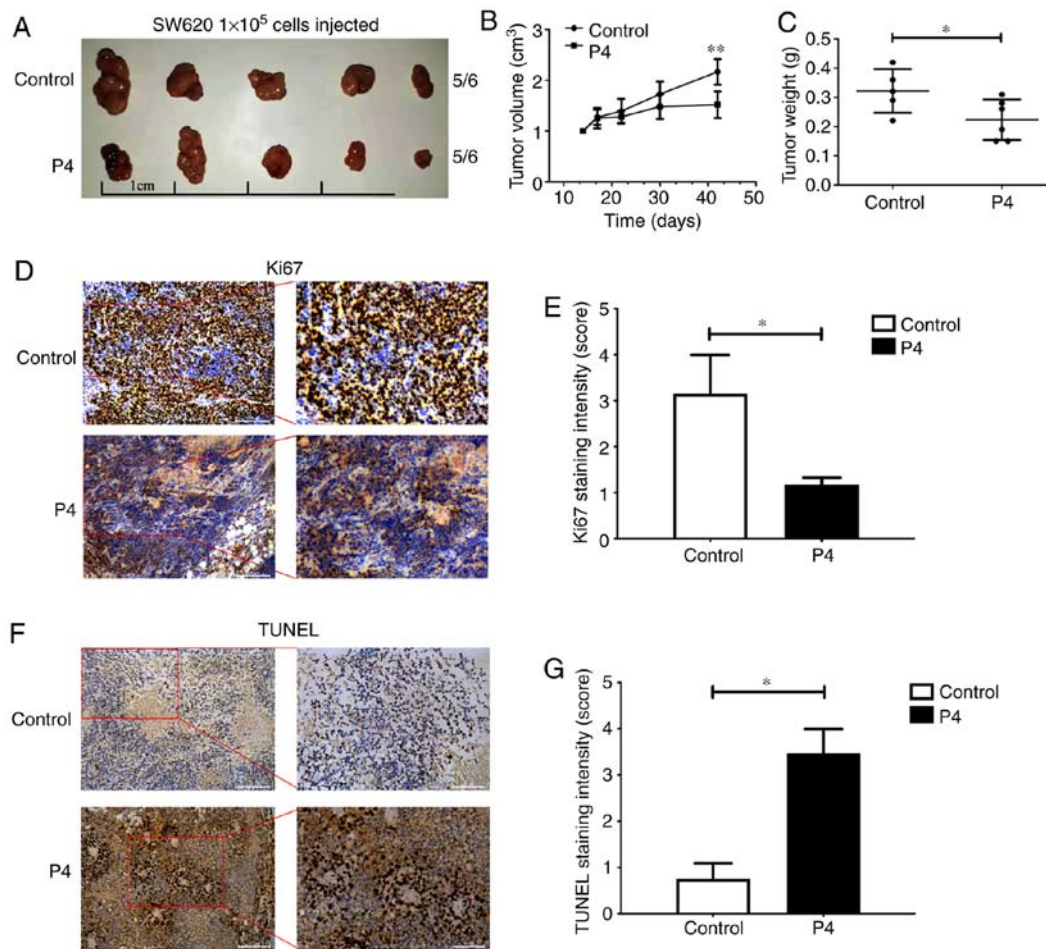 A
SW620 1×10⁵ cells injected
Control
5/6
P4
5/6
1cm
B
Tumor volume (cm³)
3
2
1
0
10
20
30
40
50
Time (days)
Control
P4
**
C
Tumor weight (g)
0.5
0.4
0.3
0.2
0.1
0.0
*
Control
P4
D
Ki67
Control
P4
E
Ki67 staining intensity (score)
5
4
3
2
1
0
*
Control
P4
Control
P4
F
TUNEL
Control
P4
G
TUNEL staining intensity (score)
5
4
3
2
1
0
*
Control
P4
Control
P4